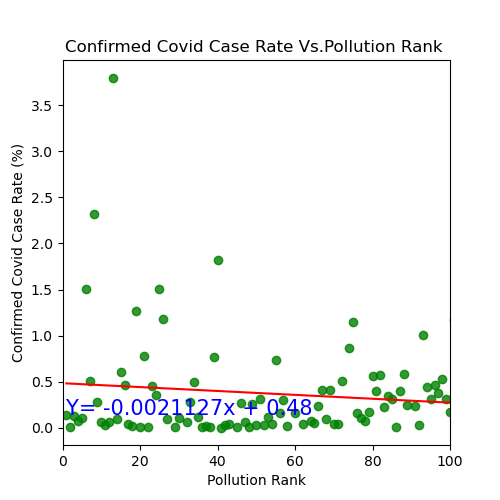 Confirmed Covid Case Rate Vs.Pollution Rank
Confirmed Covid Case Rate (%)
3.5
3.0
2.5
2.0
1.5
1.0
0.5
0.0
Y= -0.0021127x + 0.48
0 20 40 60 80 100
Pollution Rank